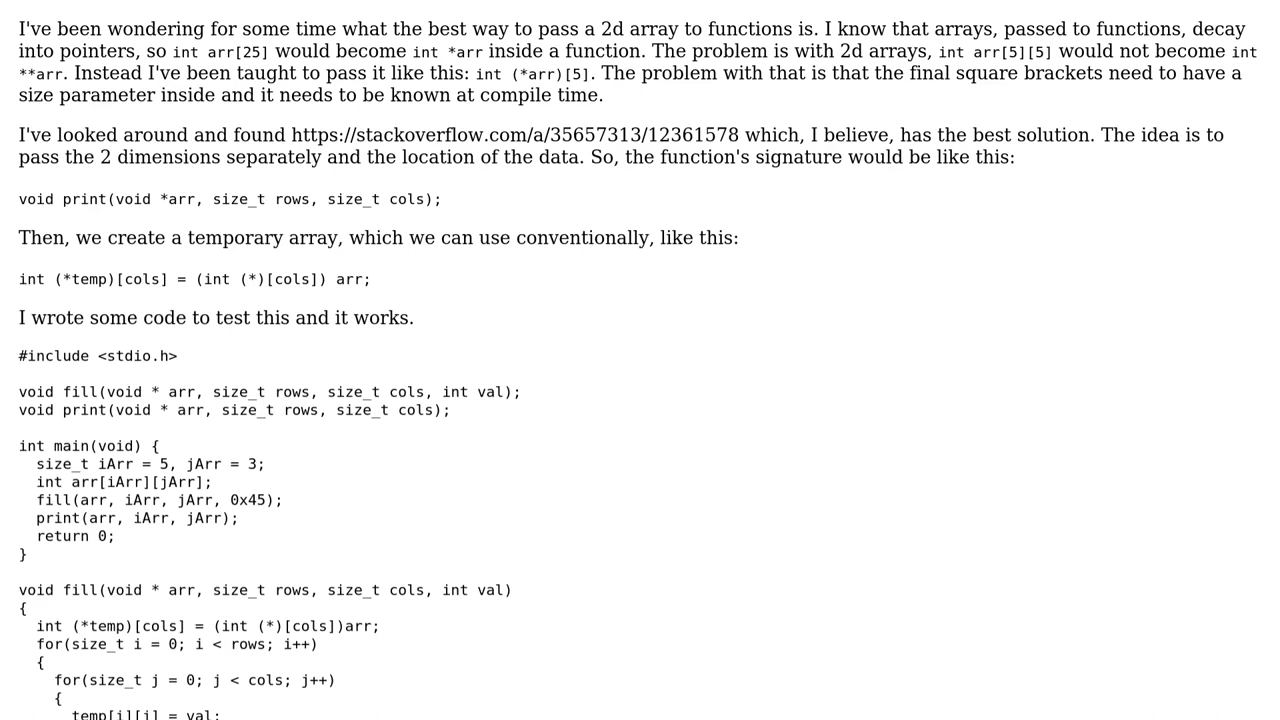 I've been wondering for some time what the best way to pass a 2d array to functions is. I know that arrays, passed to functions, decay
into pointers, so int arr[25] would become int *arr inside a function. The problem is with 2d arrays, int arr[5][5] would not become int
**arr. Instead I've been taught to pass it like this: int (*arr)[5]. The problem with that is that the final square brackets need to have a
size parameter inside and it needs to be known at compile time.
I've looked around and found https://stackoverflow.com/a/35657313/12361578 which, I believe, has the best solution. The idea is to
pass the 2 dimensions separately and the location of the data. So, the function's signature would be like this:
void print(void *arr, size_t rows, size_t cols);
Then, we create a temporary array, which we can use conventionally, like this:
int (*temp)[cols] = (int (*)[cols]) arr;
I wrote some code to test this and it works.
#include <stdio.h>
void fill(void * arr, size_t rows, size_t cols, int val);
void print(void * arr, size_t rows, size_t cols);
int main(void) {
  size_t iArr = 5, jArr = 3;
  int arr[iArr][jArr];
  fill(arr, iArr, jArr, 0x45);
  print(arr, iArr, jArr);
  return 0;
}
void fill(void * arr, size_t rows, size_t cols, int val)
{
  int (*temp)[cols] = (int (*)[cols])arr;
  for(size_t i = 0; i < rows; i++)
  {
    for(size_t j = 0; j < cols; j++)
    {
      temp[i][j] = val;